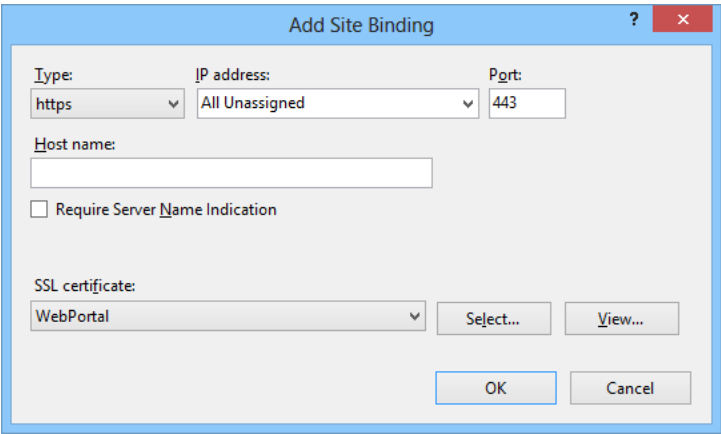 Add Site Binding
? ×
Type: IP address: Port:
https All Unassigned 443
Host name:
Require Server Name Indication
SSL certificate:
WebPortal Select... View...
OK Cancel